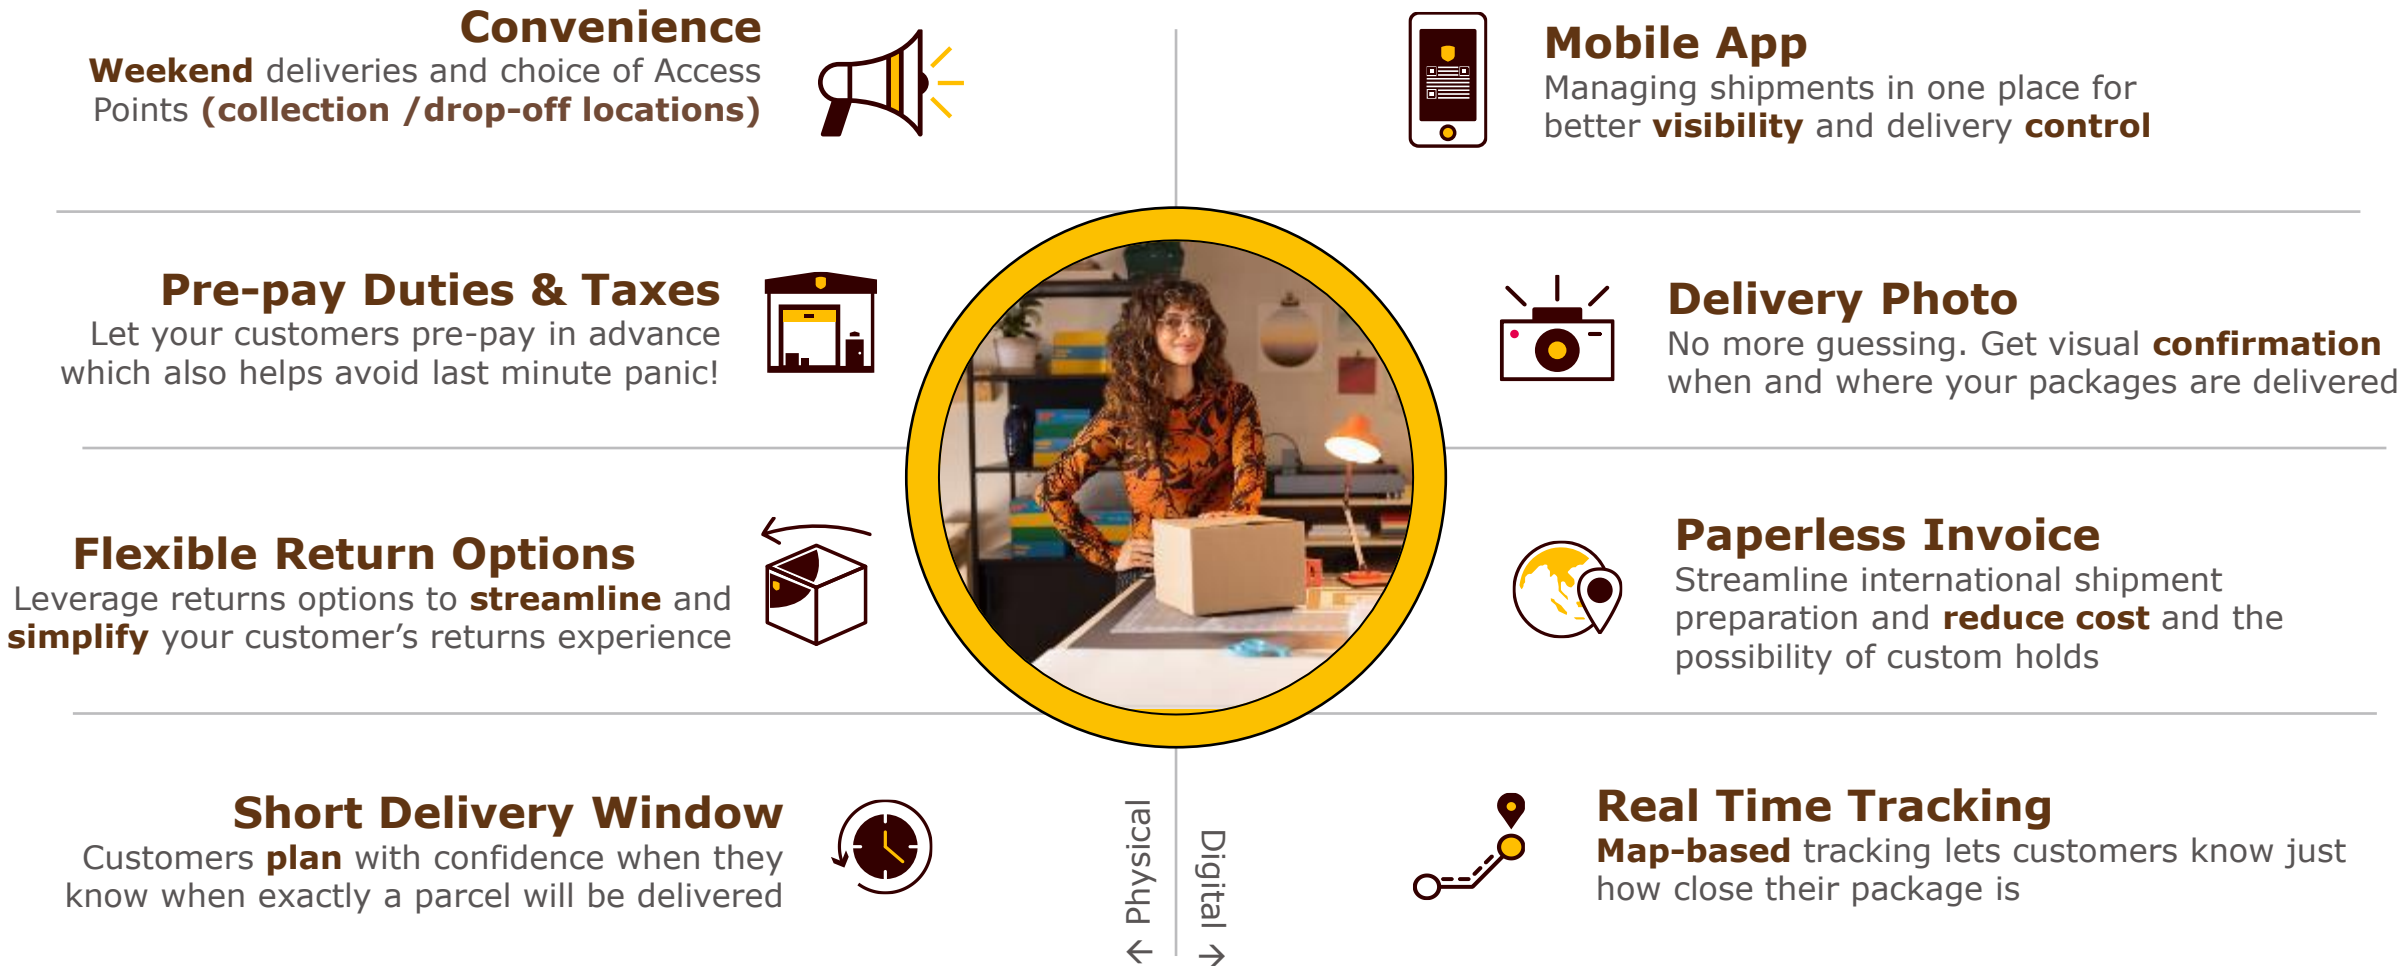 Convenience
Weekend deliveries and choice of Access
Points (collection /drop-off locations)
Mobile App
Managing shipments in one place for
better visibility and delivery control
Pre-pay Duties & Taxes
Let your customers pre-pay in advance
which also helps avoid last minute panic!
Delivery Photo
No more guessing. Get visual confirmation
when and where your packages are delivered
Flexible Return Options
Leverage returns options to streamline and
simplify your customer’s returns experience
Paperless Invoice
Streamline international shipment
preparation and reduce cost and the
possibility of custom holds
Short Delivery Window
Customers plan with confidence when they
know when exactly a parcel will be delivered
Real Time Tracking
Map-based tracking lets customers know just
how close their package is
← Physical
Digital →